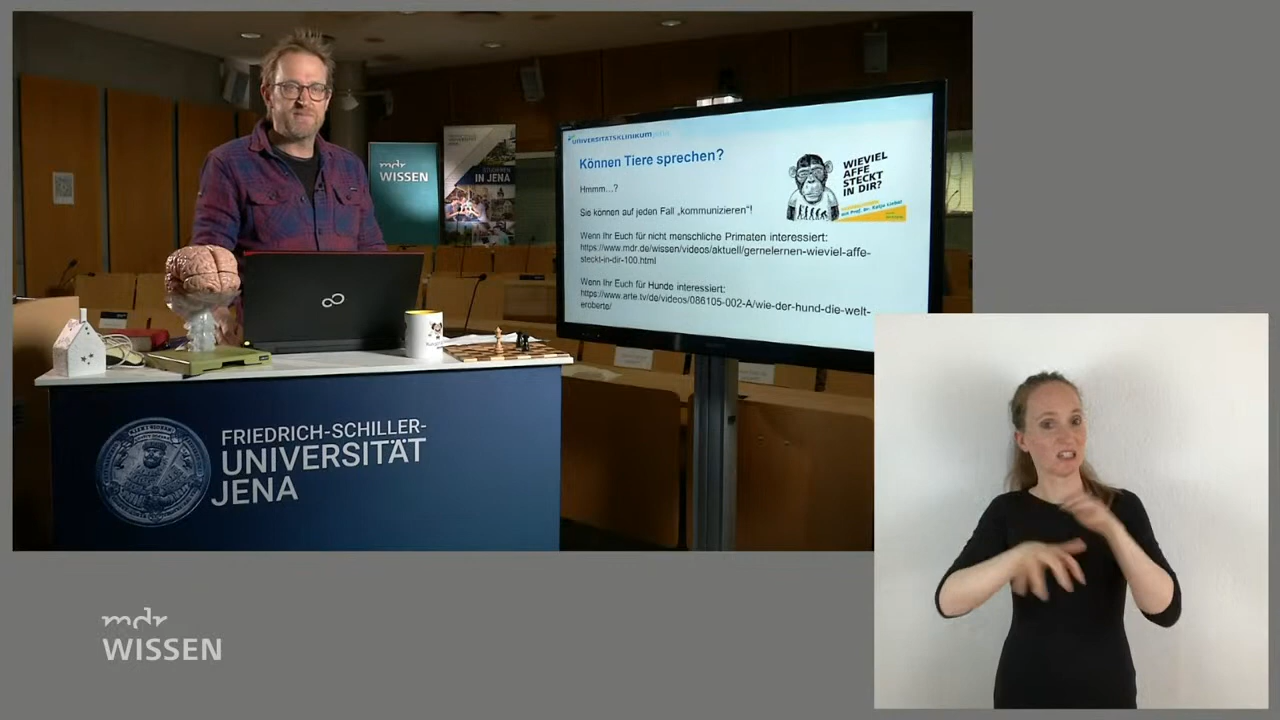 mdr
WISSEN
STUDIEREN
IN JENA
UNIVERSITÄTSKLINIKUM jena
Können Tiere sprechen?
Hmmm...?
Sie können auf jeden Fall „kommunizieren"!
Wenn Ihr Euch für nicht menschliche Primaten interessiert:
https://www.mdr.de/wissen/videos/aktuell/gernelernen-wieviel-affe-
steckt-in-dir-100.html
Wenn Ihr Euch für Hunde interessiert:
https://www.arte.tv/de/videos/086105-002-A/wie-der-hund-die-welt-
eroberte/
WIEVIEL
AFFE
STECKT
IN DIR?
FRIEDRICH-SCHILLER-
UNIVERSITÄT
JENA
mdr
WISSEN